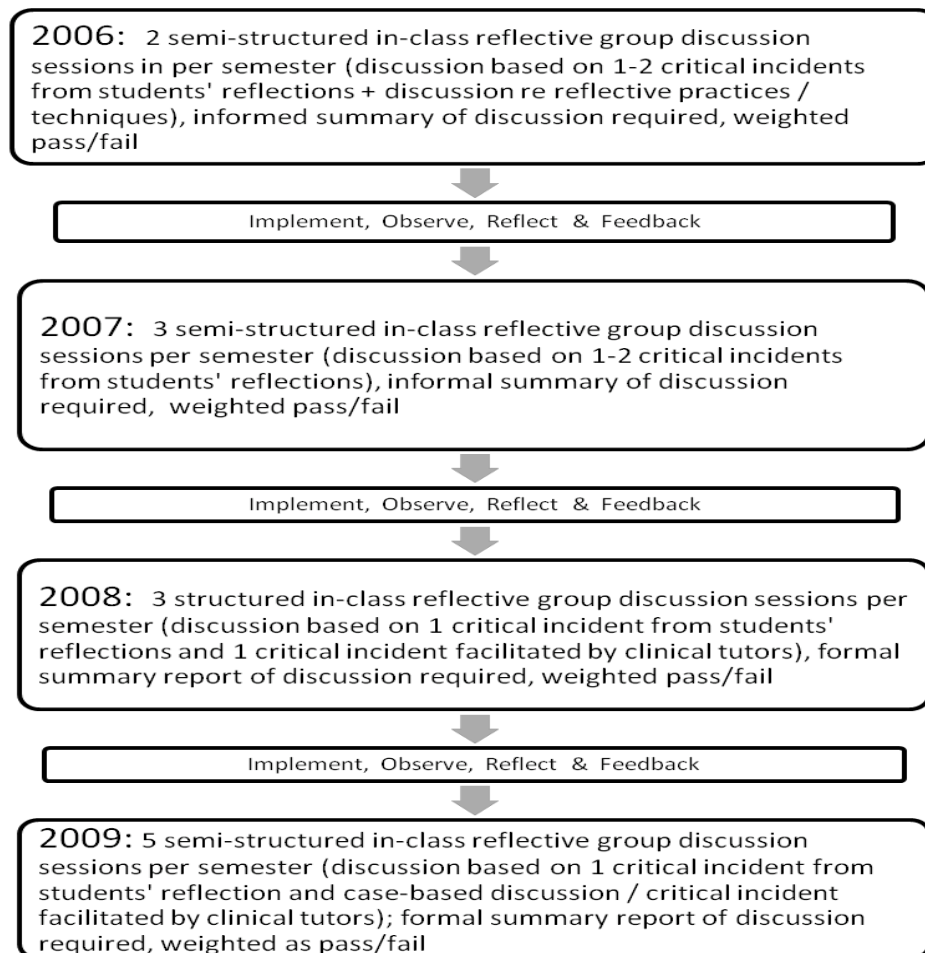 2006: 2 semi-structured in-class reflective group discussion
sessions in per semester (discussion based on 1-2 critical incidents
from students' reflections + discussion re reflective practices /
techniques), informed summary of discussion required, weighted
pass/fail
Implement, Observe, Reflect & Feedback
2007: 3 semi-structured in-class reflective group discussion
sessions per semester (discussion based on 1-2 critical incidents
from students' reflections), informal summary of discussion
required, weighted pass/fail
Implement, Observe, Reflect & Feedback
2008: 3 structured in-class reflective group discussion sessions per
semester (discussion based on 1 critical incident from students'
reflections and 1 critical incident facilitated by clinical tutors), formal
summary report of discussion required, weighted pass/fail
Implement, Observe, Reflect & Feedback
2009: 5 semi-structured in-class reflective group discussion
sessions per semester (discussion based on 1 critical incident from
students' reflection and case-based discussion / critical incident
facilitated by clinical tutors); formal summary report of discussion
required, weighted as pass/fail